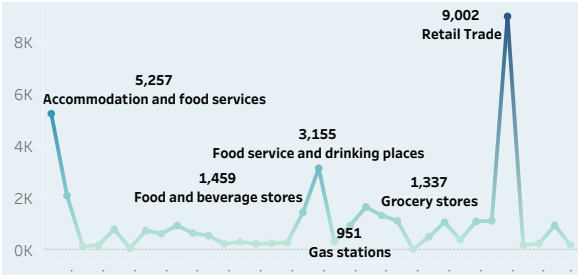 9,002
Retail Trade
8K
5,257
Accommodation and food services
6K
3,155
Food service and drinking places
4K
1,459
Food and beverage stores
1,337
Grocery stores
2K
951
Gas stations
0K